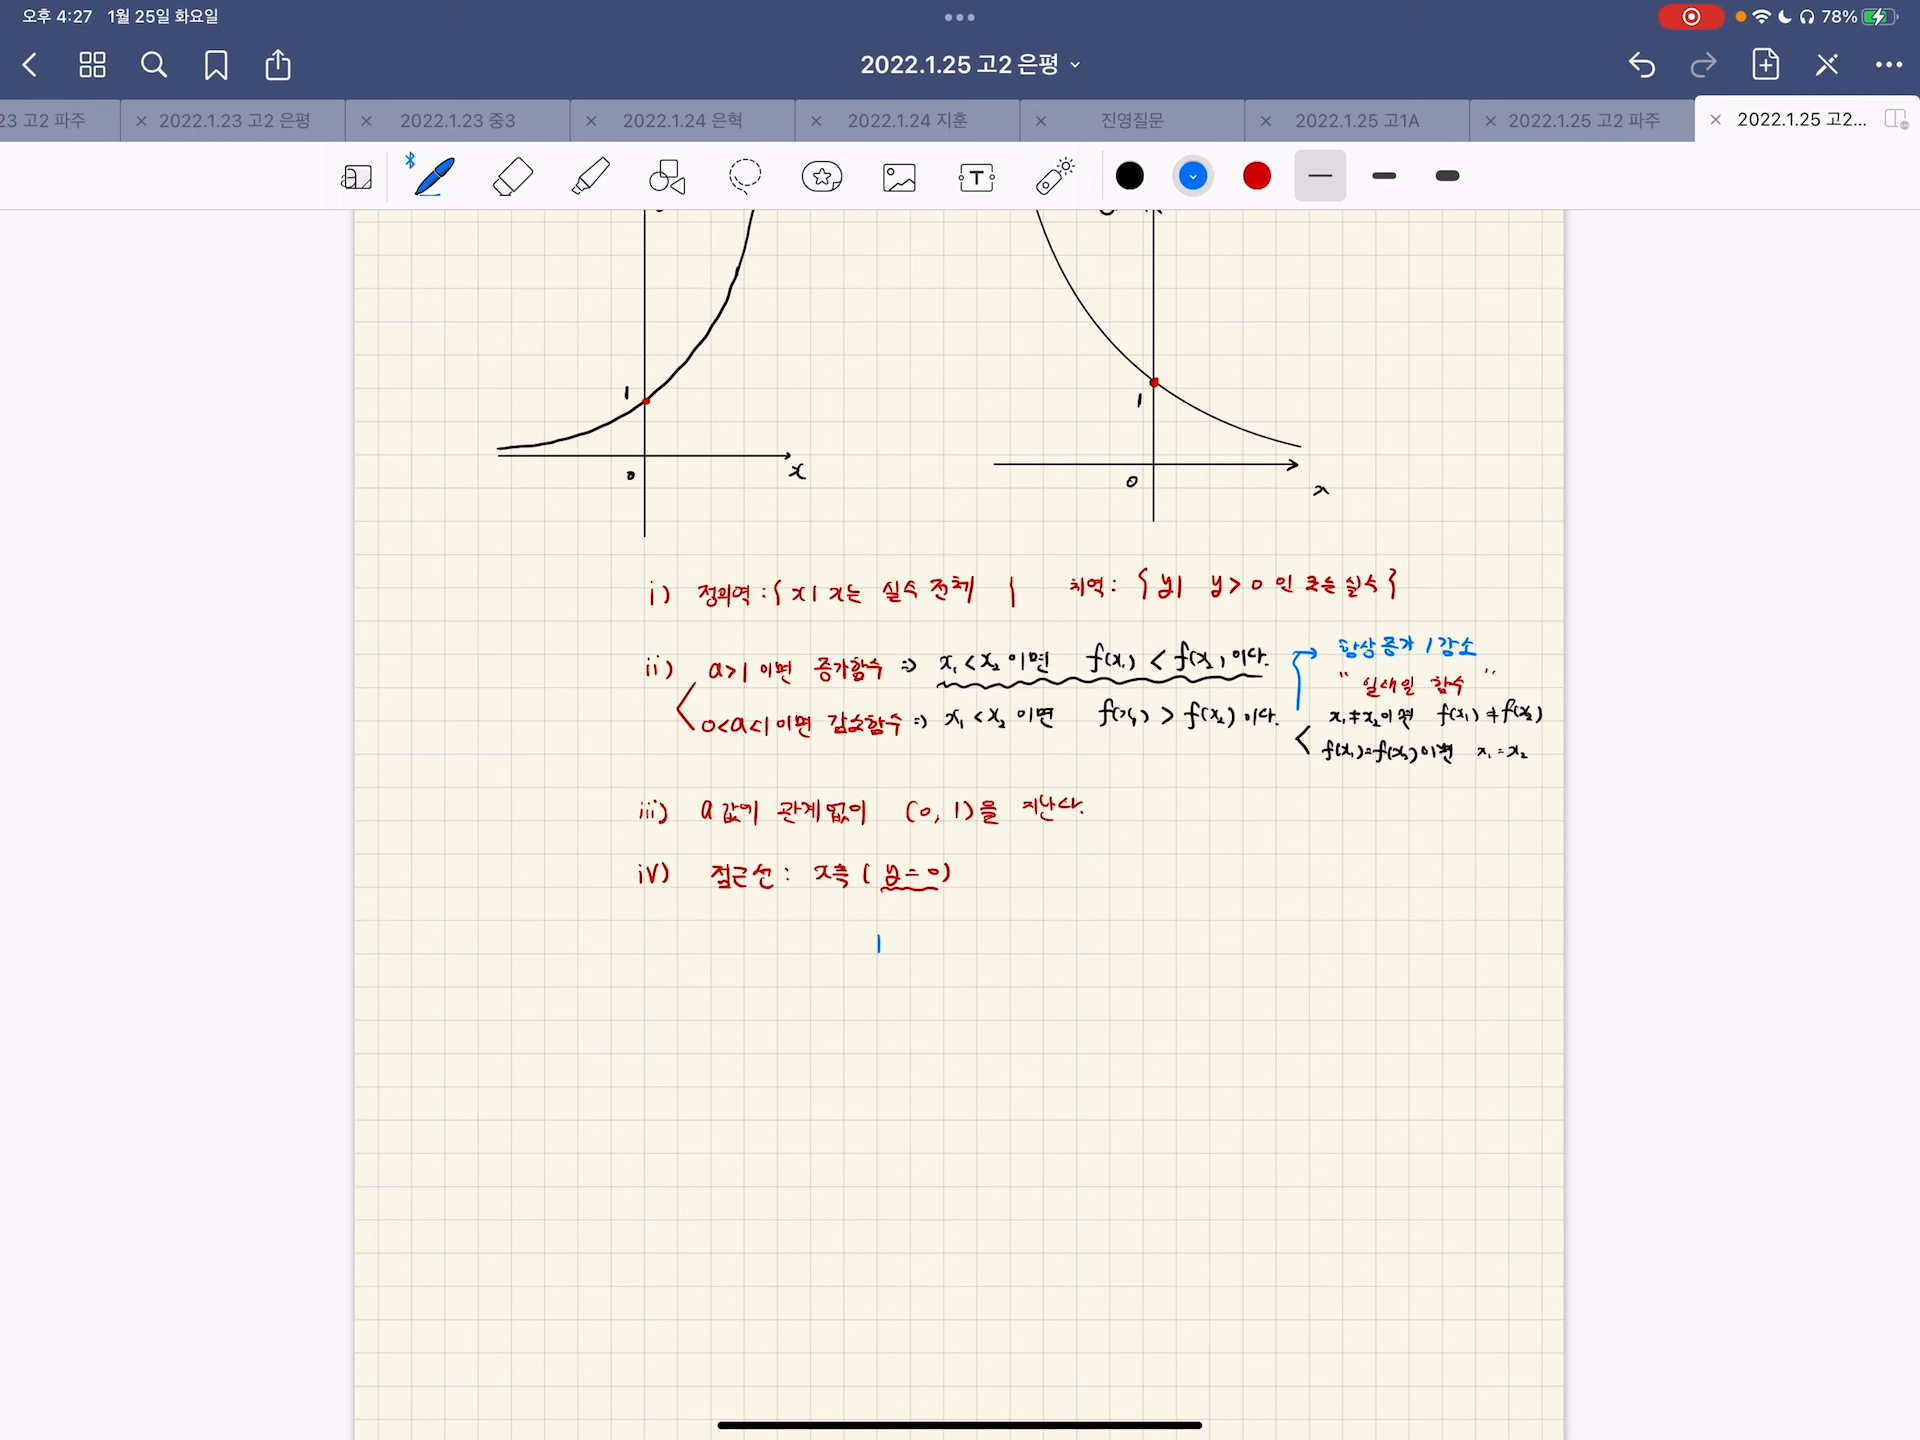 오후 4:27 1월 25일 화요일
78%
2022.1.25 고2 은평
23 고2 파주
2022.1.23 고2 은평
2022.1.23 중3
2022.1.24 은혁
2022.1.24 지훈
진영질문
2022.1.25 고1A
2022.1.25 고2 파주
2022.1.25 고2...
1
0
x
1
0
x
i) 정의역 : { x | x는 실수 전체 } 치역 : { y | y > 0 인 모든 실수 }
ii) a>1 이면 증가함수 ⇒ x₁ < x₂ 이면 f(x₁) < f(x₂) 이다.
0<a<1 이면 감소함수 ⇒ x₁ < x₂ 이면 f(x₁) > f(x₂) 이다.
항상증가 / 감소
" 일대일 함수 "
x₁≠x₂이면 f(x₁)≠f(x₂)
f(x₁)=f(x₂)이면 x₁=x₂
iii) a값에 관계없이 (0, 1)을 지난다.
iv) 점근선 : x축 ( y=0 )